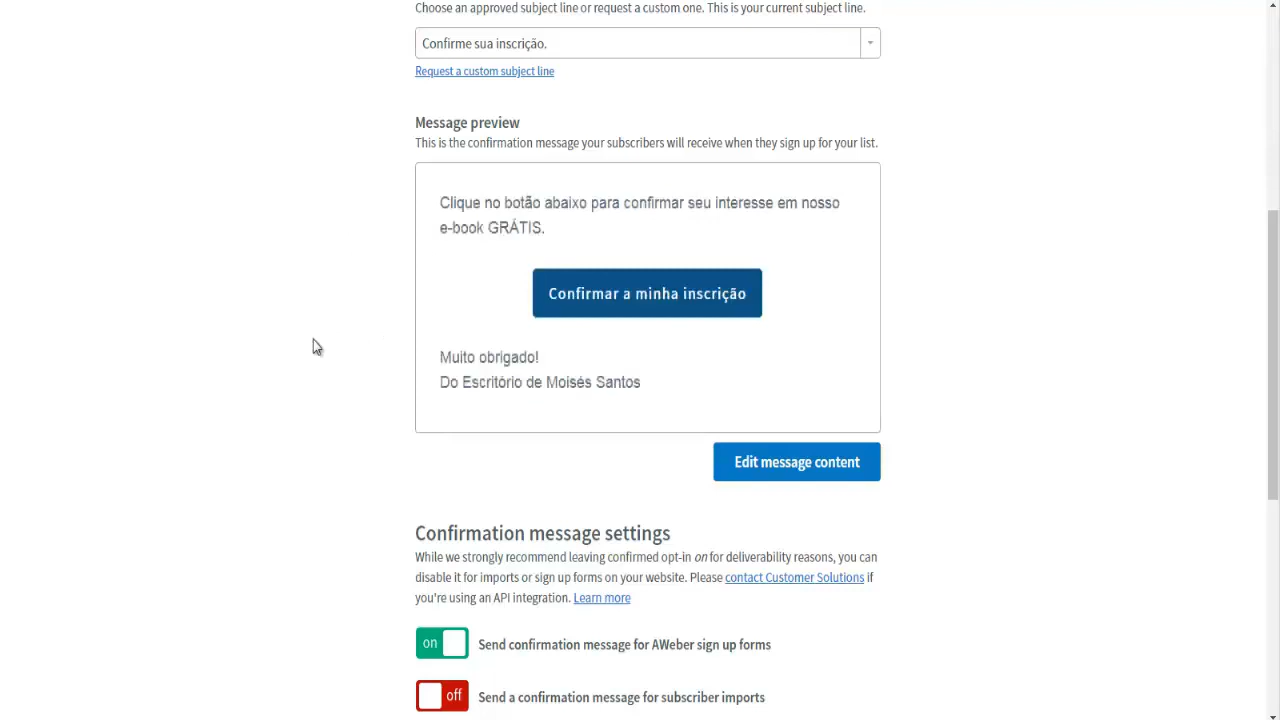 Choose an approved subject line or request a custom one. This is your current subject line.
Confirme sua inscrição.
Request a custom subject line
Message preview
This is the confirmation message your subscribers will receive when they sign up for your list.
Clique no botão abaixo para confirmar seu interesse em nosso
e-book GRÁTIS.
Confirmar a minha inscrição
Muito obrigado!
Do Escritório de Moisés Santos
Edit message content
Confirmation message settings
While we strongly recommend leaving confirmed opt-in on for deliverability reasons, you can
disable it for imports or sign up forms on your website. Please contact Customer Solutions if
you're using an API integration. Learn more
on Send confirmation message for AWeber sign up forms
off Send a confirmation message for subscriber imports